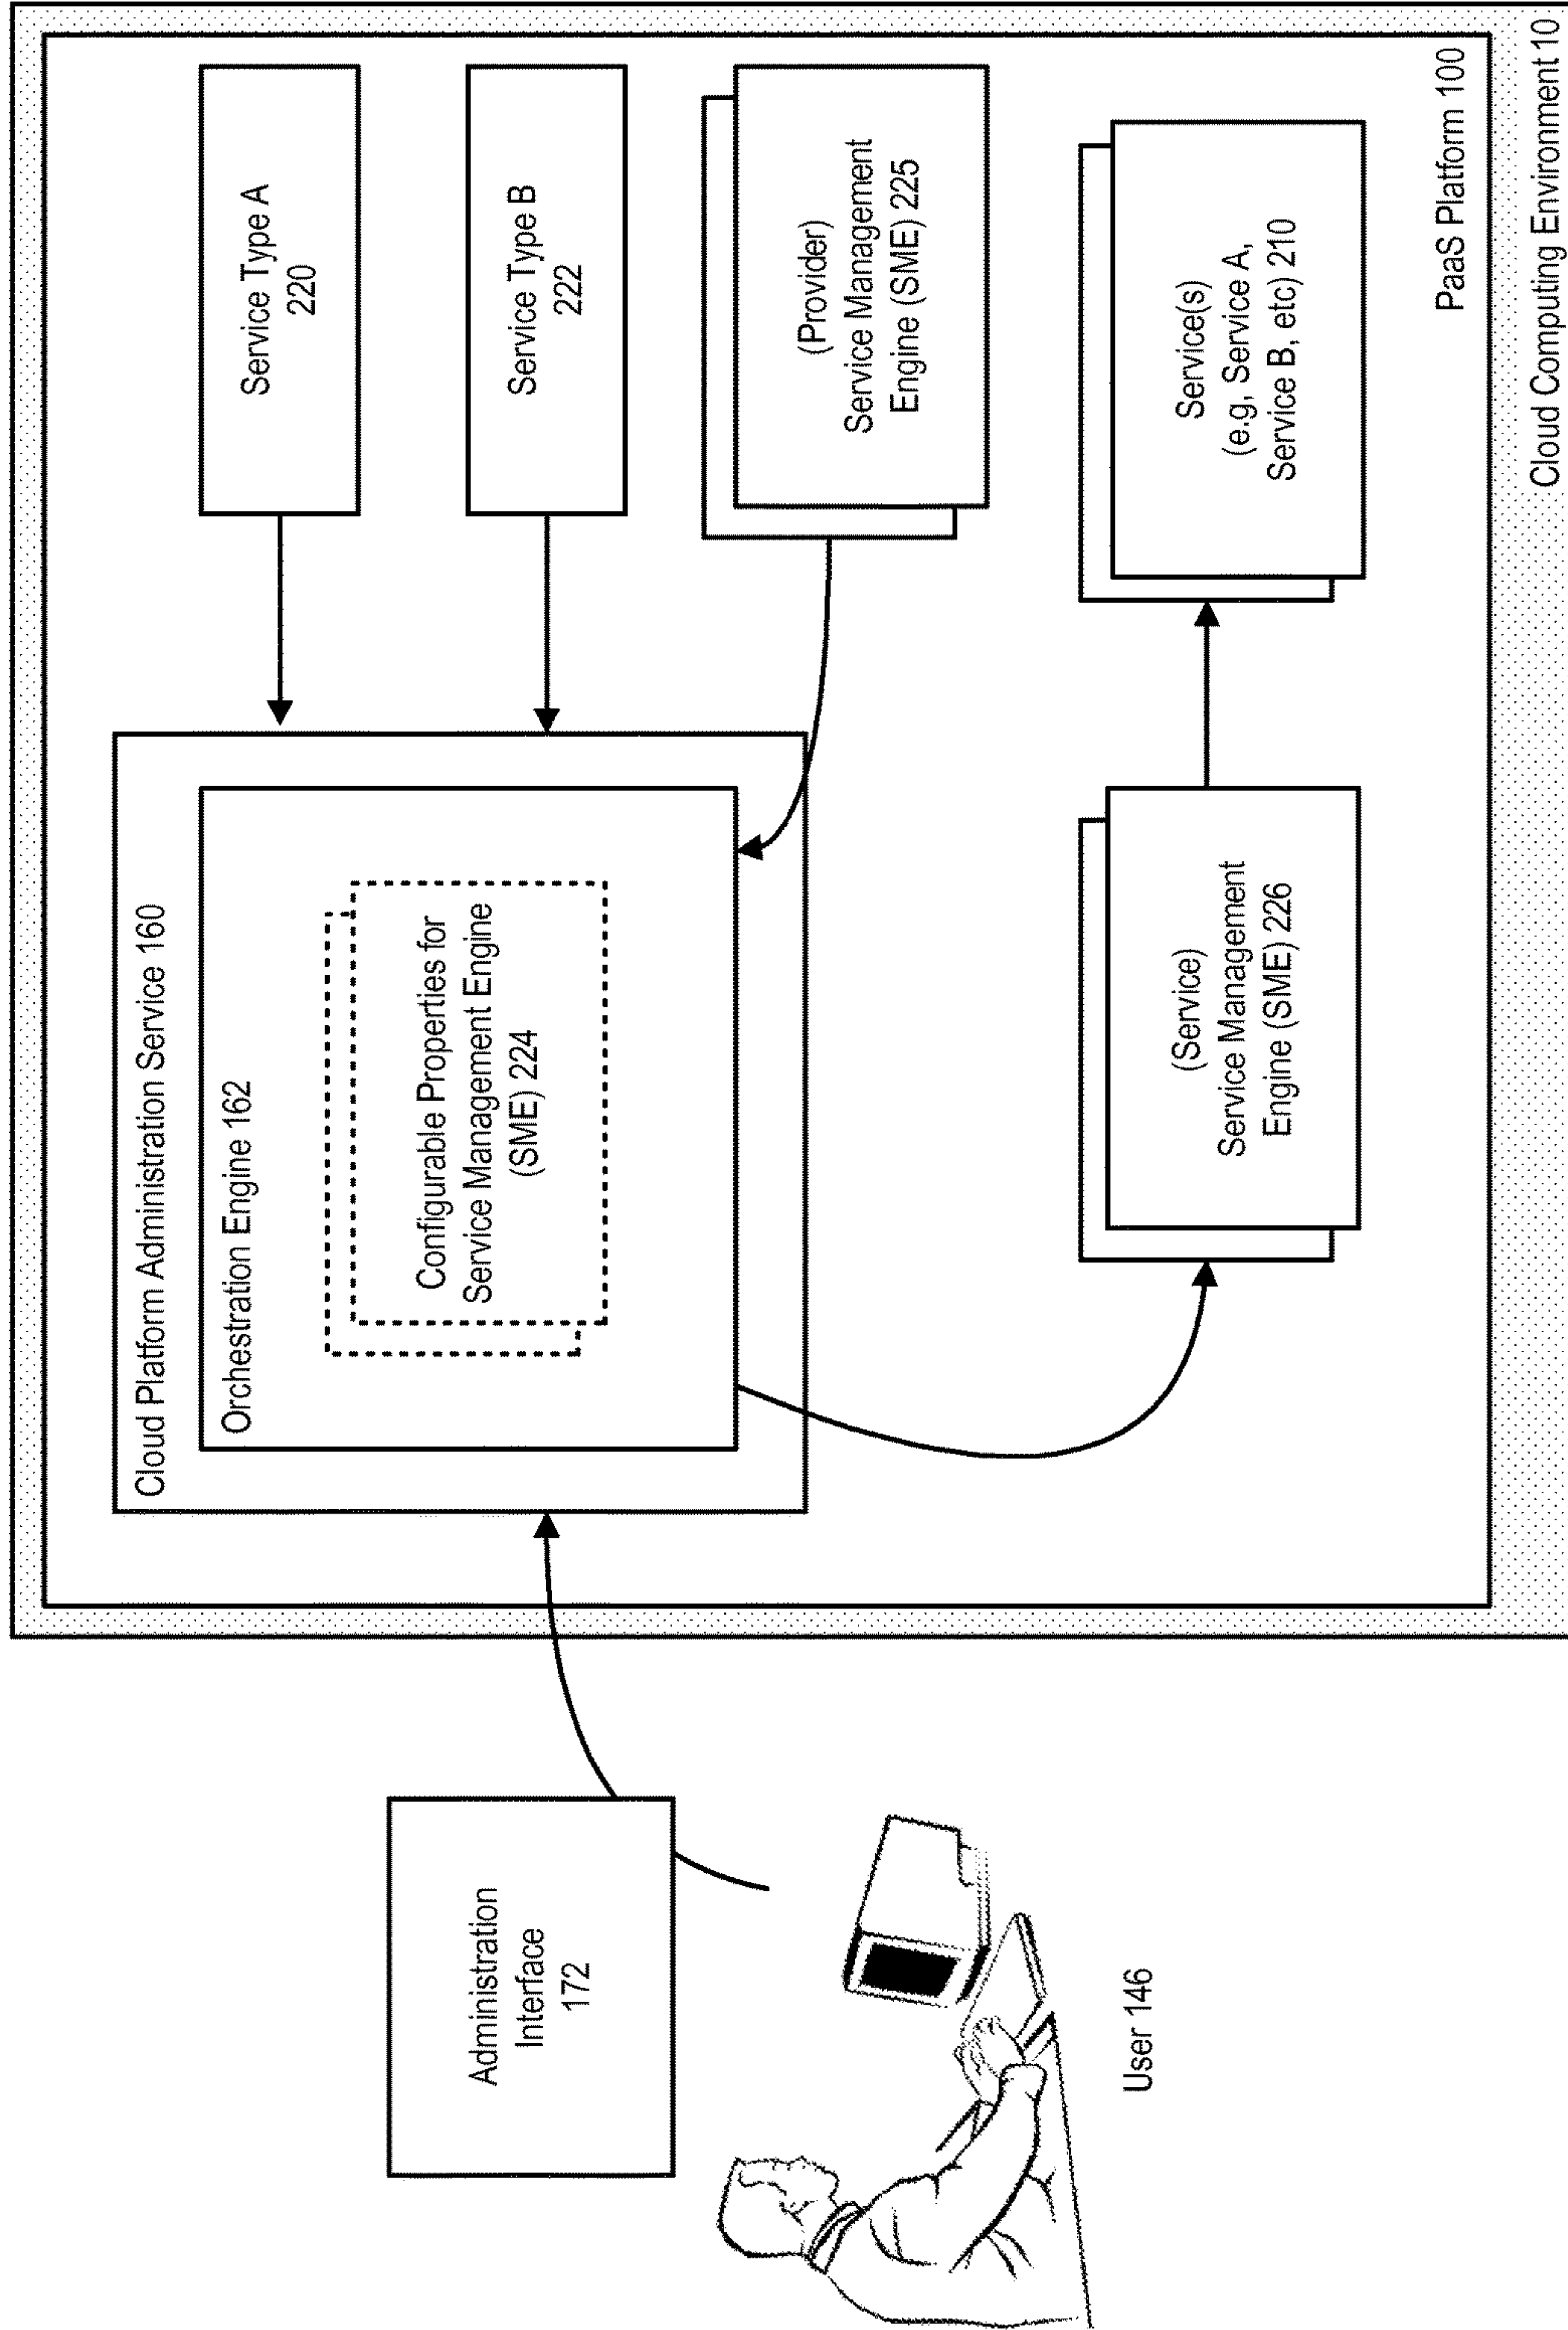 Cloud Platform Administration Service 160
Orchestration Engine 162
Configurable Properties for
Service Management Engine
(SME) 224
Service Type A
220
Service Type B
222
(Provider)
Service Management
Engine (SME) 225
Administration
Interface
172
User 146
(Service)
Service Management
Engine (SME) 226
Service(s)
(e.g, Service A,
Service B, etc) 210
PaaS Platform 100
Cloud Computing Environment 10